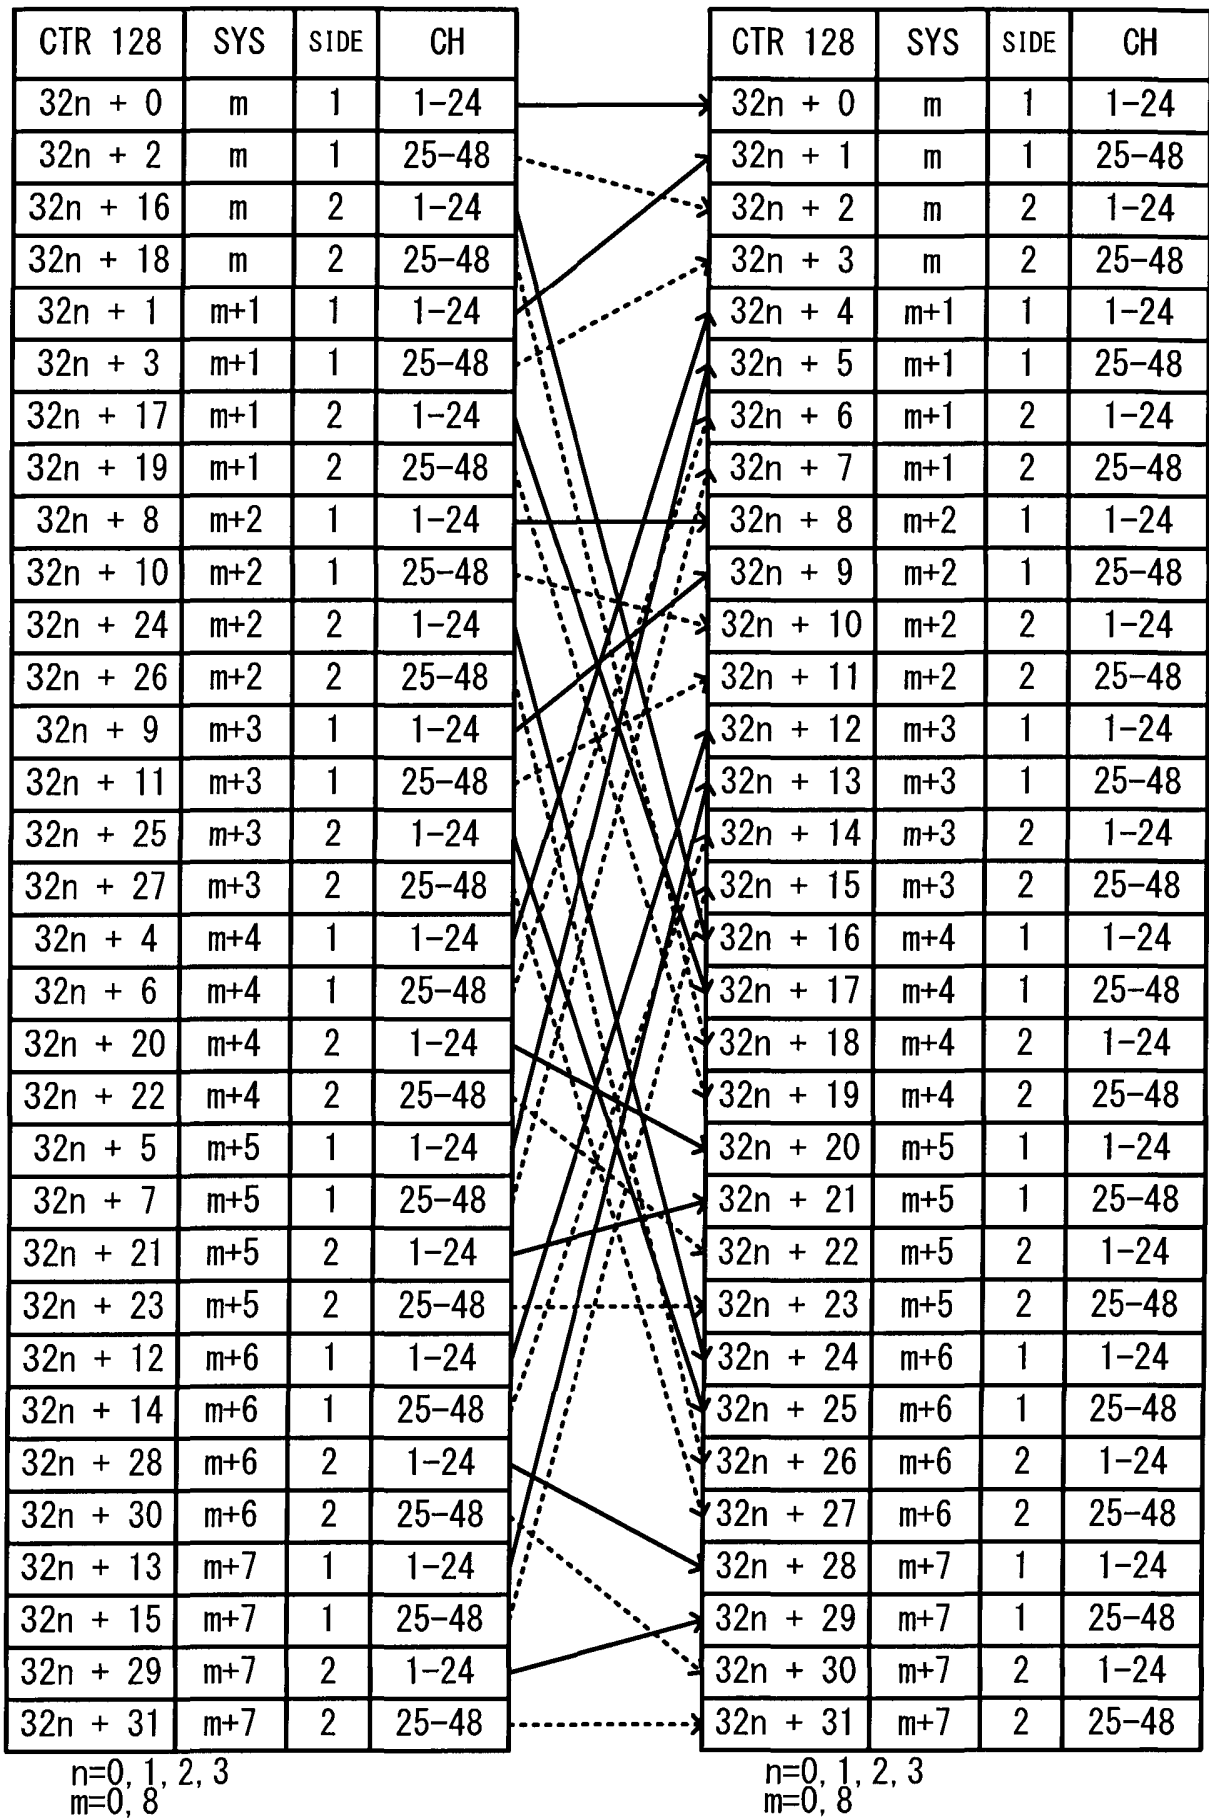 CTR 128 SYS SIDE CH CTR 128 SYS SIDE CH
32n + 0 m 1 1-24 32n + 0 m 1 1-24
32n + 2 m 1 25-48 32n + 1 m 1 25-48
32n + 16 m 2 1-24 32n + 2 m 2 1-24
32n + 18 m 2 25-48 32n + 3 m 2 25-48
32n + 1 m+1 1 1-24 32n + 4 m+1 1 1-24
32n + 3 m+1 1 25-48 32n + 5 m+1 1 25-48
32n + 17 m+1 2 1-24 32n + 6 m+1 2 1-24
32n + 19 m+1 2 25-48 32n + 7 m+1 2 25-48
32n + 8 m+2 1 1-24 32n + 8 m+2 1 1-24
32n + 10 m+2 1 25-48 32n + 9 m+2 1 25-48
32n + 24 m+2 2 1-24 32n + 10 m+2 2 1-24
32n + 26 m+2 2 25-48 32n + 11 m+2 2 25-48
32n + 9 m+3 1 1-24 32n + 12 m+3 1 1-24
32n + 11 m+3 1 25-48 32n + 13 m+3 1 25-48
32n + 25 m+3 2 1-24 32n + 14 m+3 2 1-24
32n + 27 m+3 2 25-48 32n + 15 m+3 2 25-48
32n + 4 m+4 1 1-24 32n + 16 m+4 1 1-24
32n + 6 m+4 1 25-48 32n + 17 m+4 1 25-48
32n + 20 m+4 2 1-24 32n + 18 m+4 2 1-24
32n + 22 m+4 2 25-48 32n + 19 m+4 2 25-48
32n + 5 m+5 1 1-24 32n + 20 m+5 1 1-24
32n + 7 m+5 1 25-48 32n + 21 m+5 1 25-48
32n + 21 m+5 2 1-24 32n + 22 m+5 2 1-24
32n + 23 m+5 2 25-48 32n + 23 m+5 2 25-48
32n + 12 m+6 1 1-24 32n + 24 m+6 1 1-24
32n + 14 m+6 1 25-48 32n + 25 m+6 1 25-48
32n + 28 m+6 2 1-24 32n + 26 m+6 2 1-24
32n + 30 m+6 2 25-48 32n + 27 m+6 2 25-48
32n + 13 m+7 1 1-24 32n + 28 m+7 1 1-24
32n + 15 m+7 1 25-48 32n + 29 m+7 1 25-48
32n + 29 m+7 2 1-24 32n + 30 m+7 2 1-24
32n + 31 m+7 2 25-48 32n + 31 m+7 2 25-48
n=0, 1, 2, 3 n=0, 1, 2, 3
m=0, 8 m=0, 8